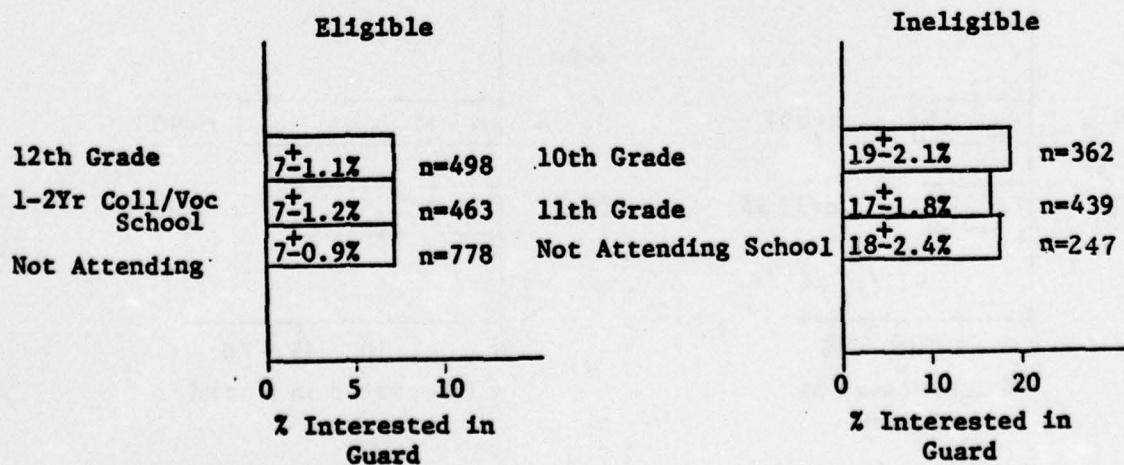 Eligible
12th Grade
7±1.1%
n=498
1-2Yr Coll/Voc
School
7±1.2%
n=463
Not Attending
7±0.9%
n=778
0 5 10
% Interested in
Guard
Ineligible
10th Grade
19±2.1%
n=362
11th Grade
17±1.8%
n=439
Not Attending School
18±2.4%
n=247
0 10 20
% Interested in
Guard